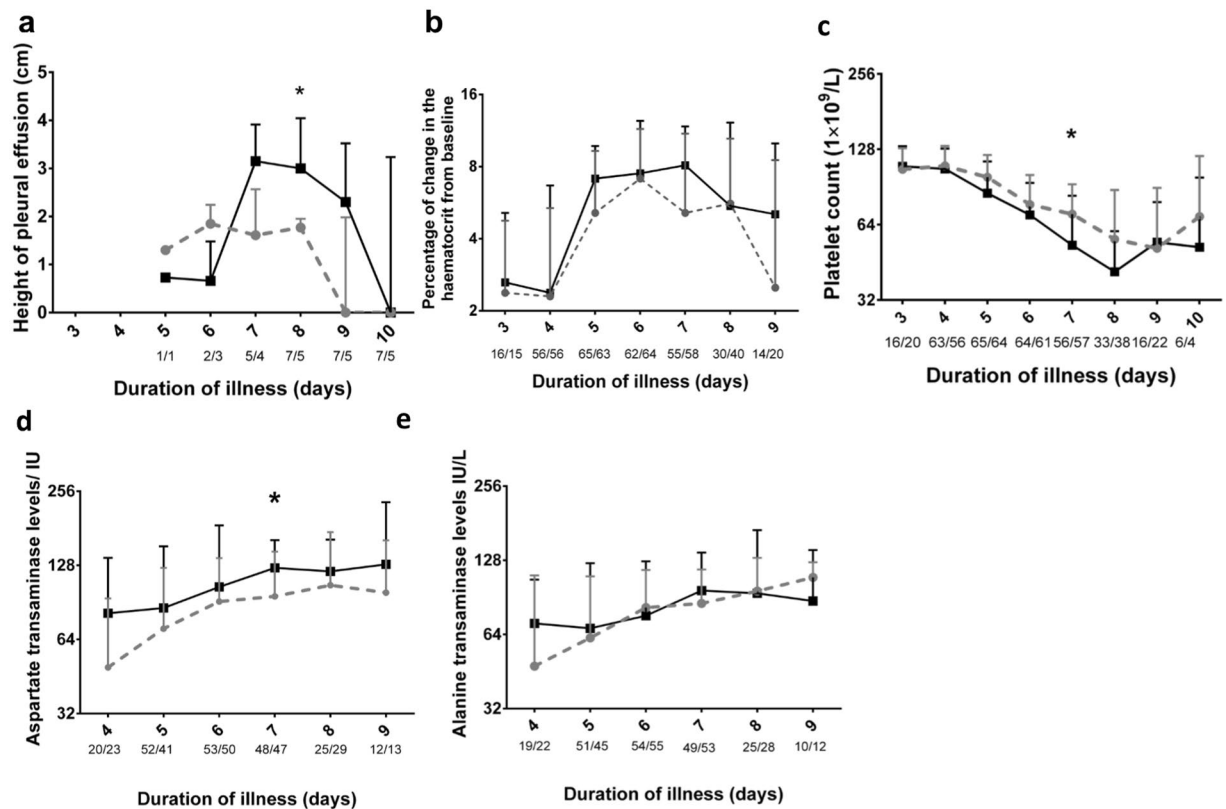 a
Height of pleural effusion (cm)
5
4
3
2
1
0
*
3 4 5 6 7 8 9 10
1/1 2/3 5/4 7/5 7/5 7/5
Duration of illness (days)
b
Percentage of change in the
haematocrit from baseline
16
8
4
2
3 4 5 6 7 8 9
16/15 56/56 65/63 62/64 55/58 30/40 14/20
Duration of illness (days)
c
Platelet count (1×10⁹/L)
256
128
64
32
*
3 4 5 6 7 8 9 10
16/20 63/56 65/64 64/61 56/57 33/38 16/22 6/4
Duration of illness (days)
d
Aspartate transaminase levels/ IU
256
128
64
32
*
4 5 6 7 8 9
20/23 52/41 53/50 48/47 25/29 12/13
Duration of illness (days)
e
Alanine transaminase levels IU/L
256
128
64
32
4 5 6 7 8 9
19/22 51/45 54/55 49/53 25/28 10/12
Duration of illness (days)